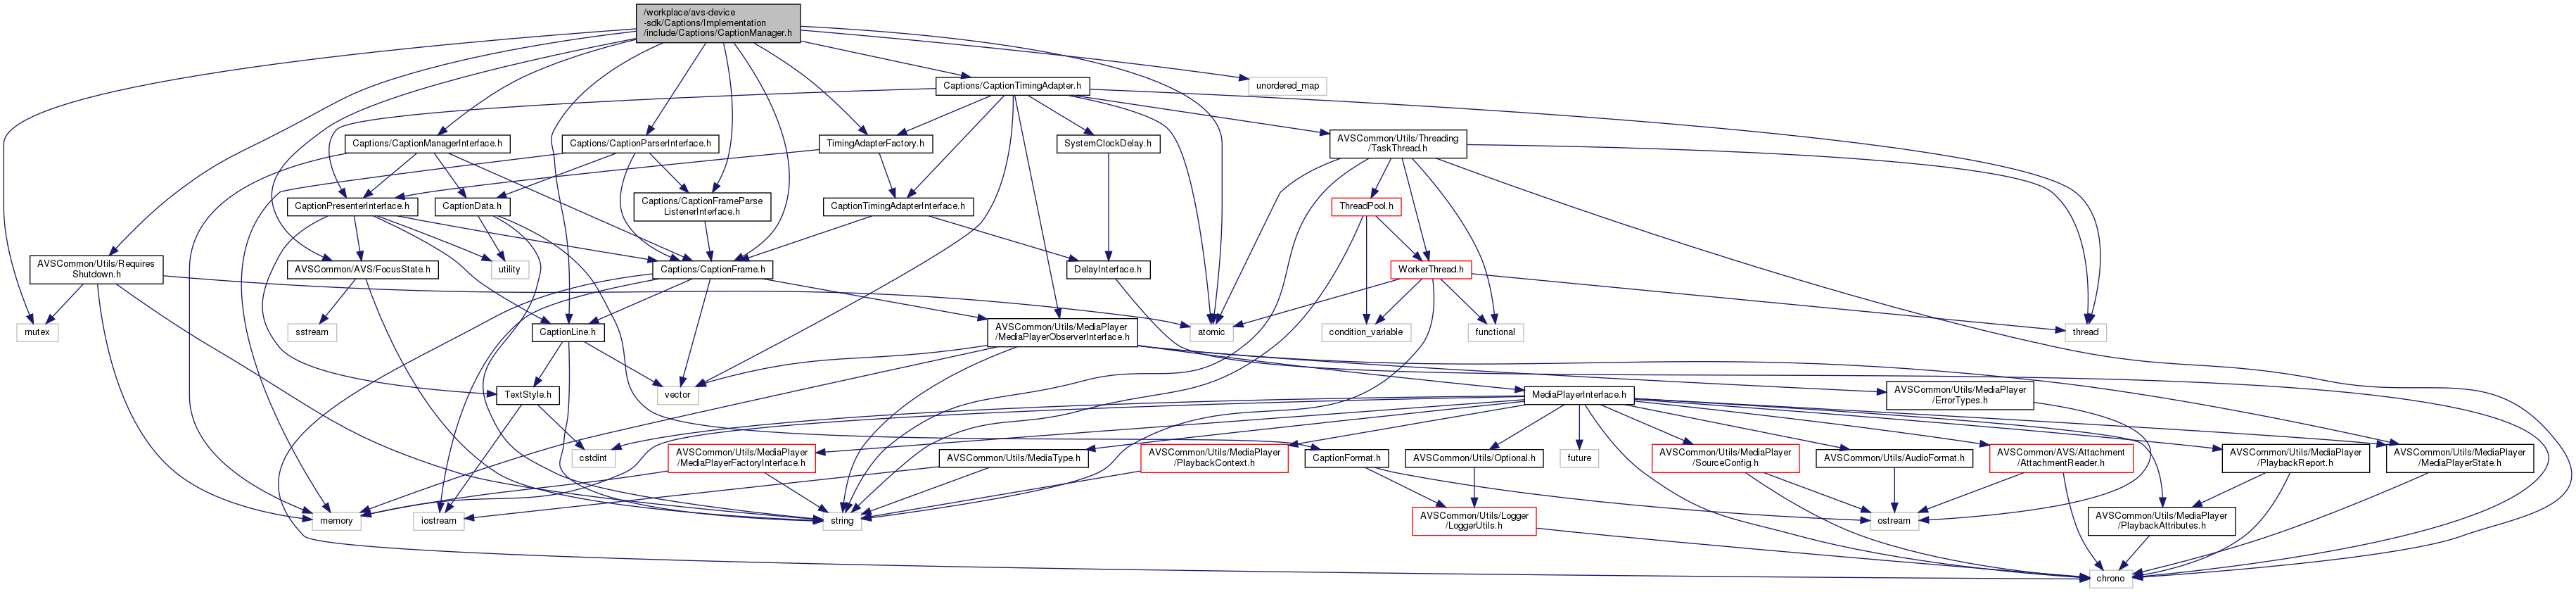 /workplace/avs-device
-sdk/Captions/Implementation
/include/Captions/CaptionManager.h
Captions/CaptionTimingAdapter.h
unordered_map
Captions/CaptionManagerInterface.h
Captions/CaptionParserInterface.h
TimingAdapterFactory.h
SystemClockDelay.h
AVSCommon/Utils/Threading
/TaskThread.h
CaptionPresenterInterface.h
CaptionData.h
Captions/CaptionFrameParse
ListenerInterface.h
CaptionTimingAdapterInterface.h
ThreadPool.h
AVSCommon/Utils/Requires
Shutdown.h
AVSCommon/AVS/FocusState.h
utility
Captions/CaptionFrame.h
DelayInterface.h
WorkerThread.h
mutex
sstream
CaptionLine.h
AVSCommon/Utils/MediaPlayer
/MediaPlayerObserverInterface.h
atomic
condition_variable
functional
thread
TextStyle.h
vector
MediaPlayerInterface.h
AVSCommon/Utils/MediaPlayer
/ErrorTypes.h
cstdint
AVSCommon/Utils/MediaPlayer
/MediaPlayerFactoryInterface.h
AVSCommon/Utils/MediaType.h
AVSCommon/Utils/MediaPlayer
/PlaybackContext.h
CaptionFormat.h
AVSCommon/Utils/Optional.h
future
AVSCommon/Utils/MediaPlayer
/SourceConfig.h
AVSCommon/Utils/AudioFormat.h
AVSCommon/AVS/Attachment
/AttachmentReader.h
AVSCommon/Utils/MediaPlayer
/PlaybackReport.h
AVSCommon/Utils/MediaPlayer
/MediaPlayerState.h
memory
iostream
string
AVSCommon/Utils/Logger
/LoggerUtils.h
ostream
AVSCommon/Utils/MediaPlayer
/PlaybackAttributes.h
chrono